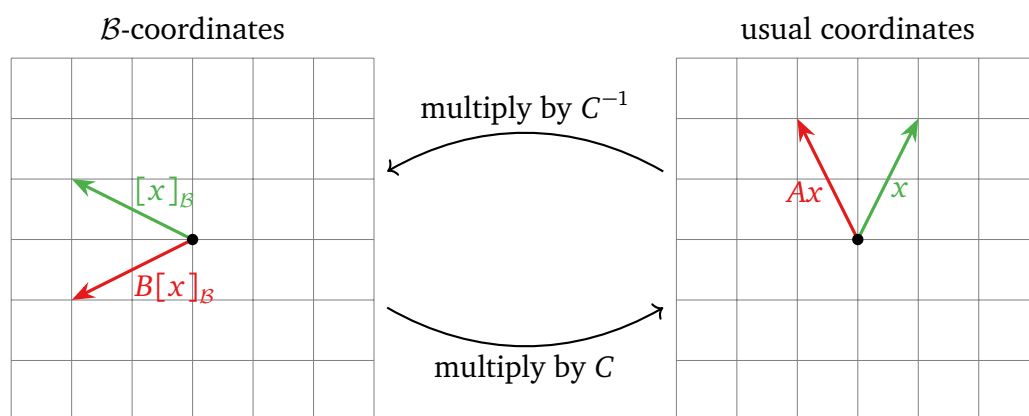 𝓑-coordinates
usual coordinates
multiply by C⁻¹
[x]𝓑
Ax
x
B[x]𝓑
multiply by C